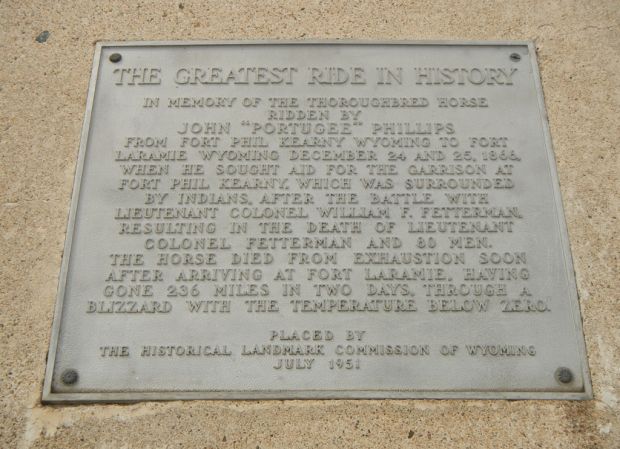 THE GREATEST RIDE IN HISTORY
IN MEMORY OF THE THOROUGHBRED HORSE
RIDDEN BY
JOHN "PORTUGEE" PHILLIPS
FROM FORT PHIL KEARNY WYOMING TO FORT
LARAMIE WYOMING DECEMBER 24 AND 25, 1866,
WHEN HE SOUGHT AID FOR THE GARRISON AT
FORT PHIL KEARNY, WHICH WAS SURROUNDED
BY INDIANS, AFTER THE BATTLE WITH
LIEUTENANT COLONEL WILLIAM F. FETTERMAN,
RESULTING IN THE DEATH OF LIEUTENANT
COLONEL FETTERMAN AND 80 MEN.
THE HORSE DIED FROM EXHAUSTION SOON
AFTER ARRIVING AT FORT LARAMIE, HAVING
GONE 236 MILES IN TWO DAYS, THROUGH A
BLIZZARD WITH THE TEMPERATURE BELOW ZERO.
PLACED BY
THE HISTORICAL LANDMARK COMMISSION OF WYOMING
JULY 1951